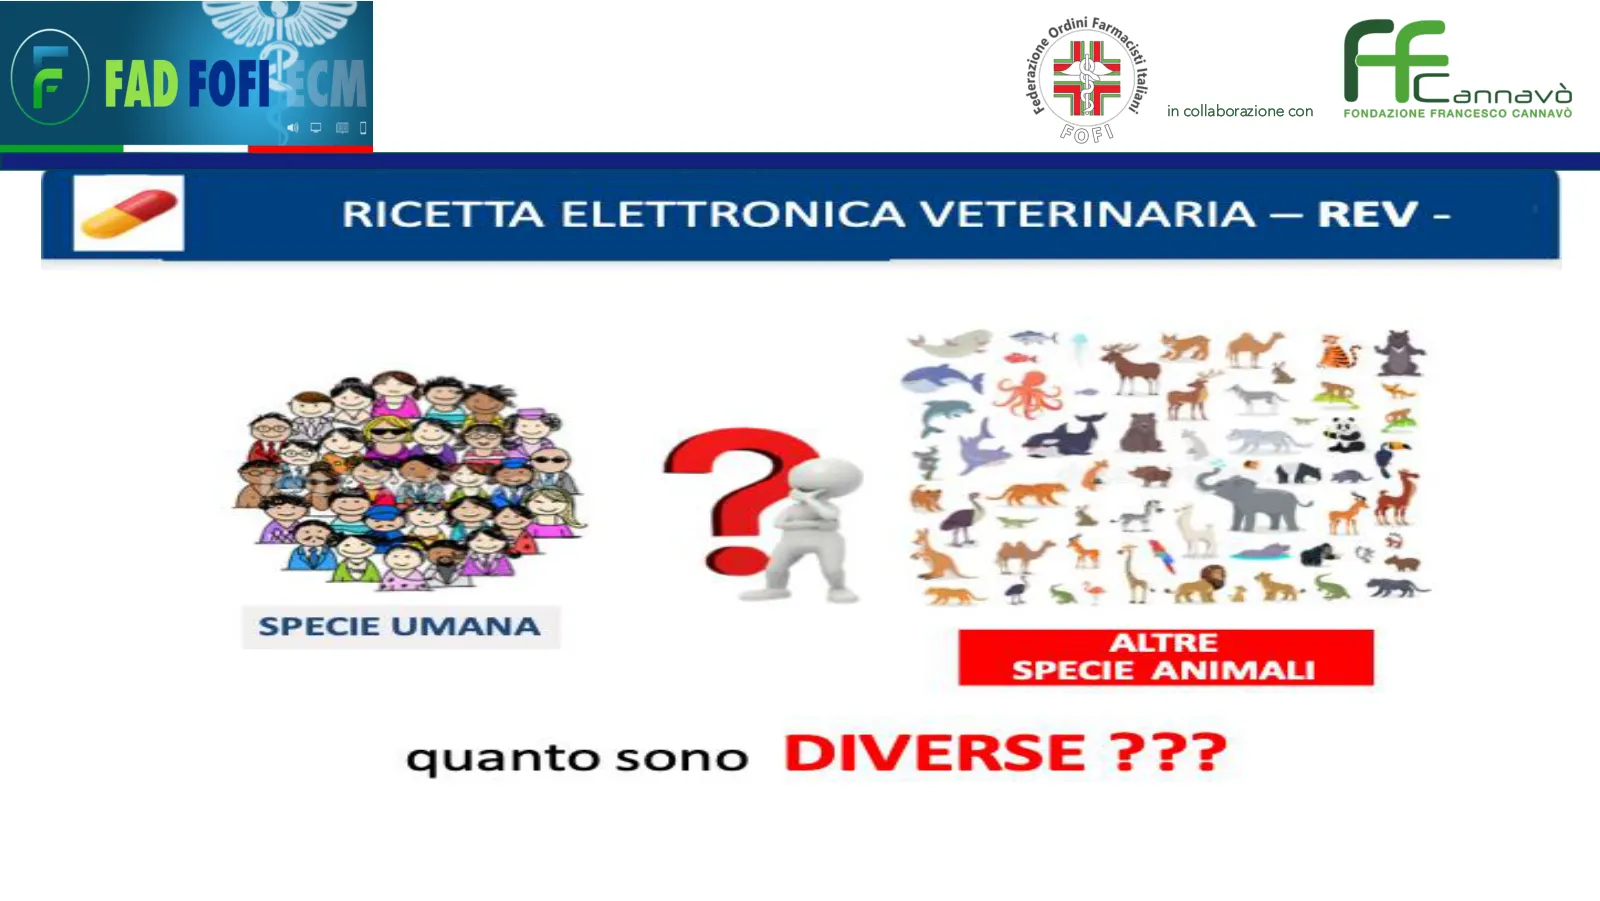 FAD FOFI ECM
Federazione Ordini Farmacisti Italiani
FOFI
in collaborazione con
Cannavò
FONDAZIONE FRANCESCO CANNAVÒ
RICETTA ELETTRONICA VETERINARIA – REV -
SPECIE UMANA
ALTRE
SPECIE ANIMALI
quanto sono DIVERSE ???